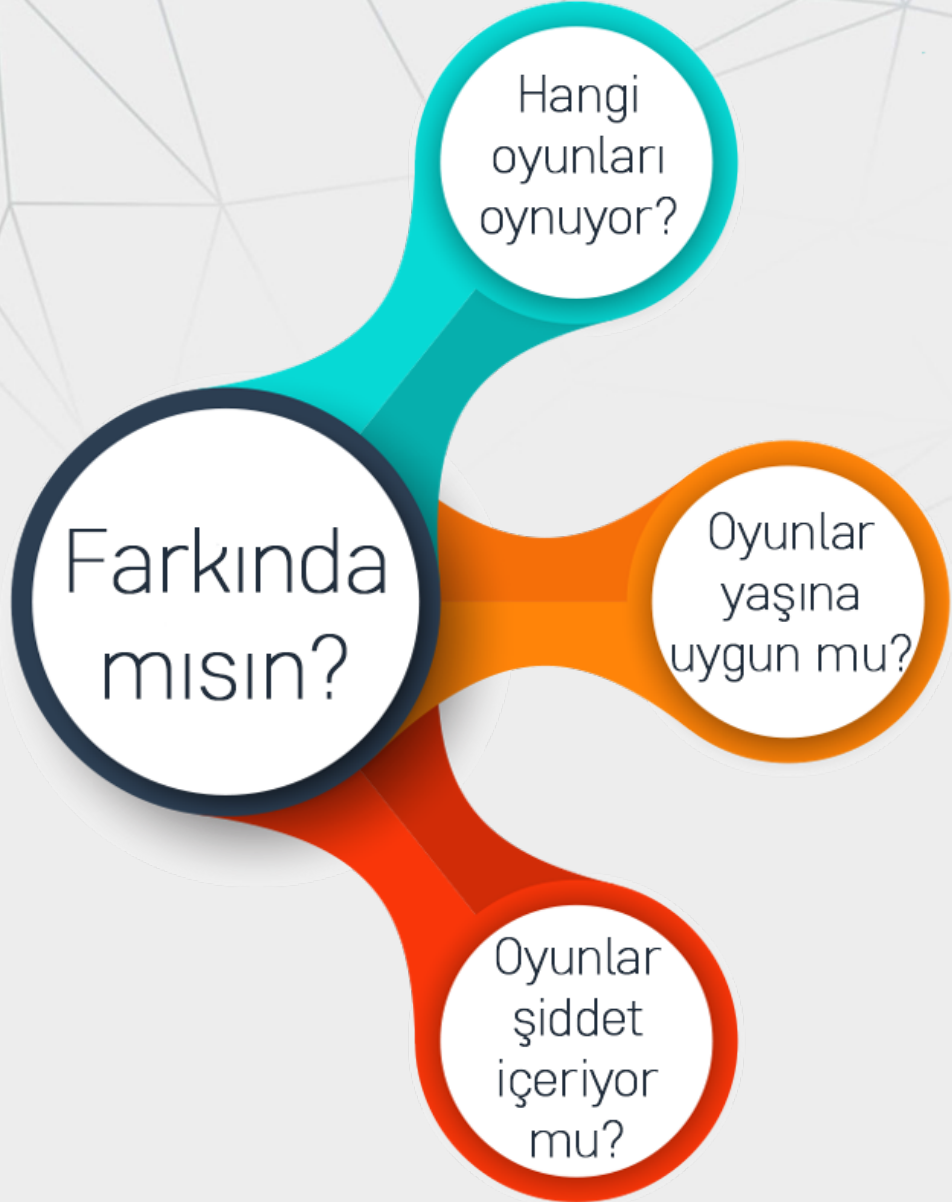 Hangi
oyunları
oynuyor?
Farkında
mısın?
Oyunlar
yaşına
uygun mu?
Oyunlar
şiddet
içeriyor
mu?